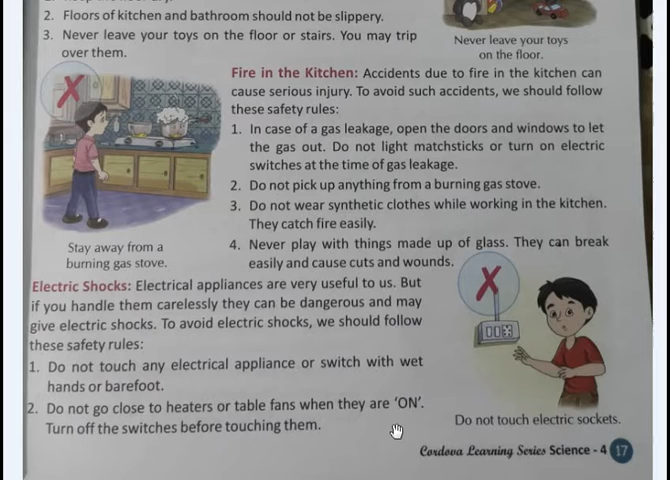 2. Floors of kitchen and bathroom should not be slippery.
3. Never leave your toys on the floor or stairs. You may trip
over them.
Never leave your toys
on the floor.
Fire in the Kitchen: Accidents due to fire in the kitchen can
cause serious injury. To avoid such accidents, we should follow
these safety rules:
1. In case of a gas leakage, open the doors and windows to let
the gas out. Do not light matchsticks or turn on electric
switches at the time of gas leakage.
2. Do not pick up anything from a burning gas stove.
3. Do not wear synthetic clothes while working in the kitchen.
They catch fire easily.
4. Never play with things made up of glass. They can break
easily and cause cuts and wounds.
Stay away from a
burning gas stove.
Electric Shocks: Electrical appliances are very useful to us. But
if you handle them carelessly they can be dangerous and may
give electric shocks. To avoid electric shocks, we should follow
these safety rules:
1. Do not touch any electrical appliance or switch with wet
hands or barefoot.
2. Do not go close to heaters or table fans when they are ‘ON’.
Turn off the switches before touching them.
Do not touch electric sockets.
Cordova Learning Series Science - 4 17